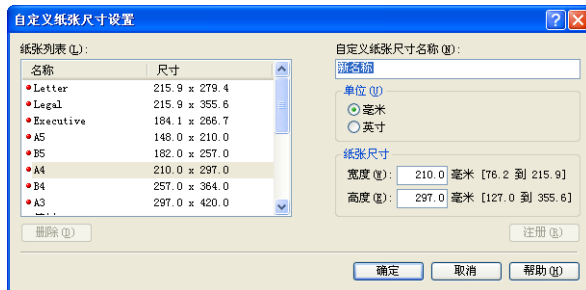 自定义纸张尺寸设置
纸张列表(L):
名称 尺寸
Letter 215.9 x 279.4
Legal 215.9 x 355.6
Executive 184.1 x 266.7
A5 148.0 x 210.0
B5 182.0 x 257.0
A4 210.0 x 297.0
B4 257.0 x 364.0
A3 297.0 x 420.0
删除(D)
自定义纸张尺寸名称(N):
新名称
单位(U)
毫米
英寸
纸张尺寸
宽度(W): 210.0 毫米 [76.2 到 215.9]
高度(E): 297.0 毫米 [127.0 到 355.6]
注册(R)
确定 取消 帮助(H)